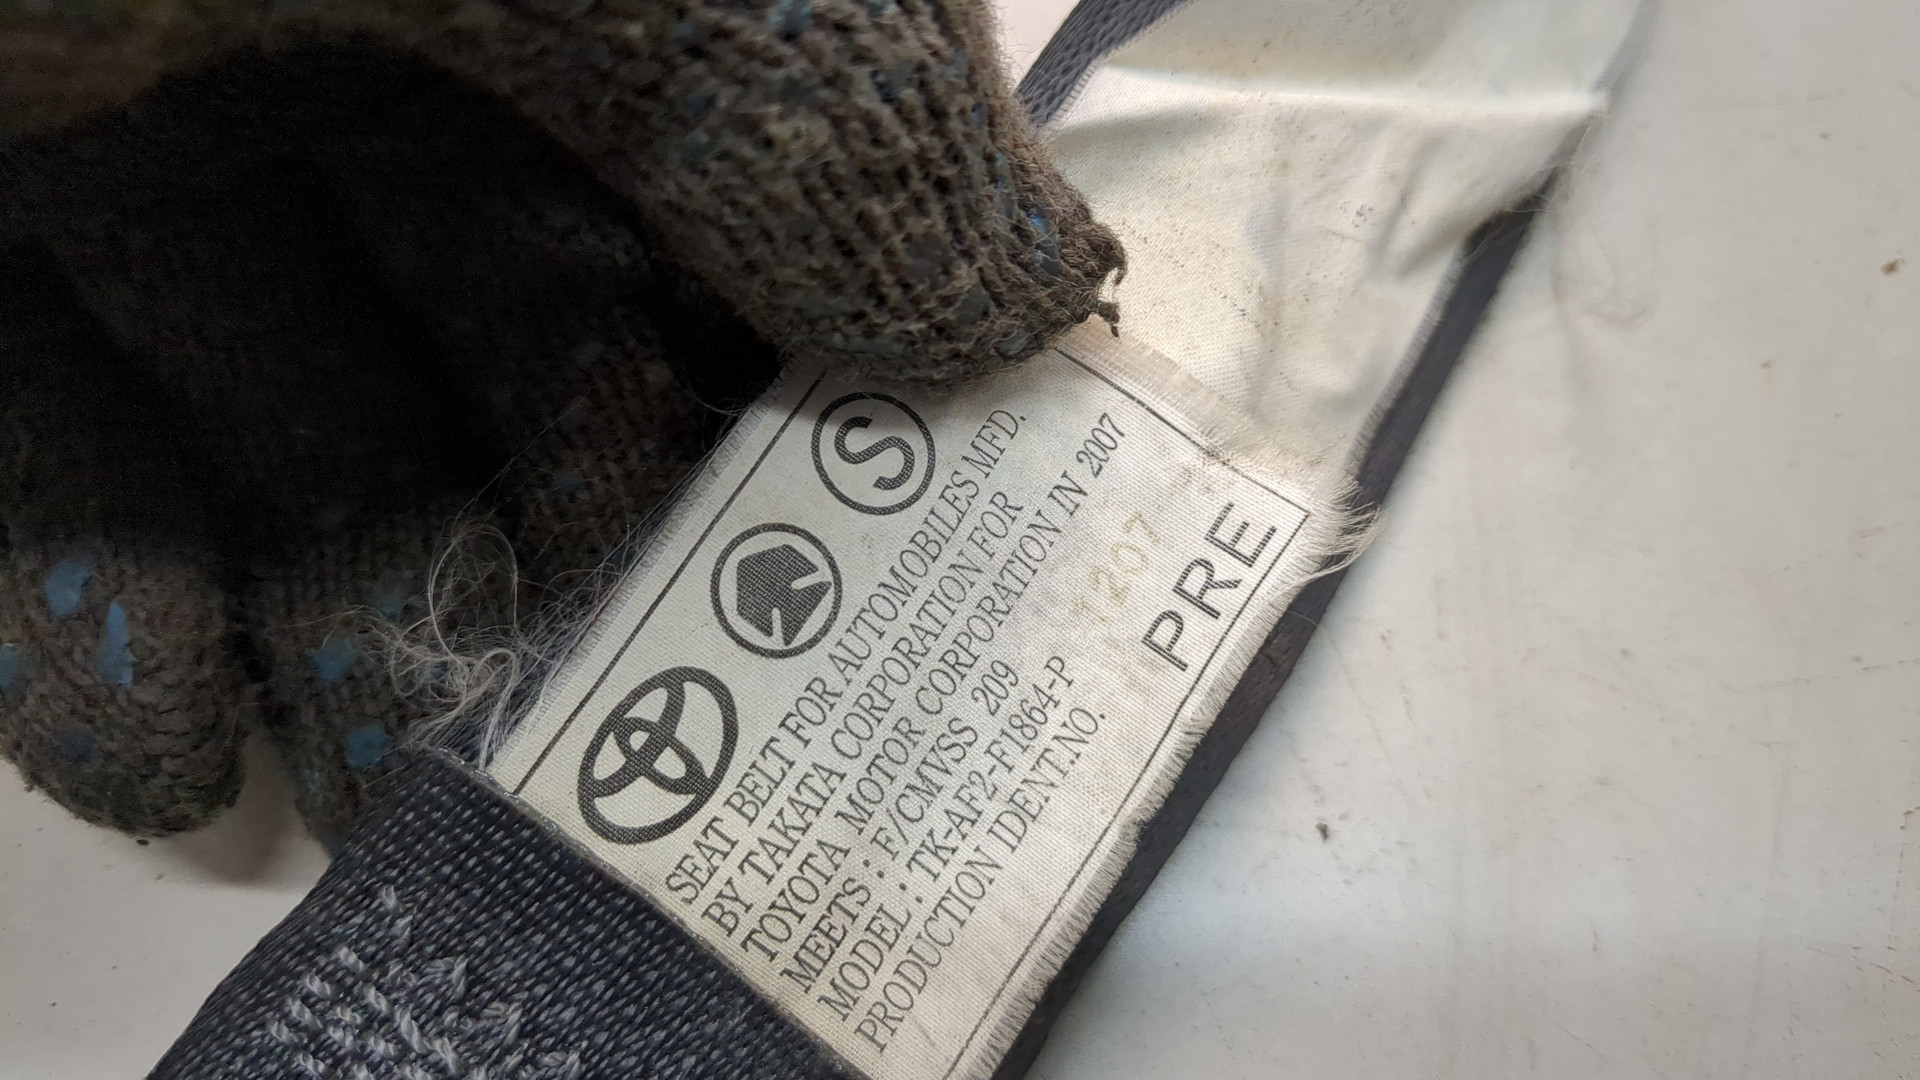 S
SEAT BELT FOR AUTOMOBILES MFD.
BY TAKATA CORPORATION FOR
TOYOTA MOTOR CORPORATION IN 2007
MEETS : F/CMVSS 209
MODEL : TK-AF2-F1864-P
PRODUCTION IDENT.NO.
1207
PRE